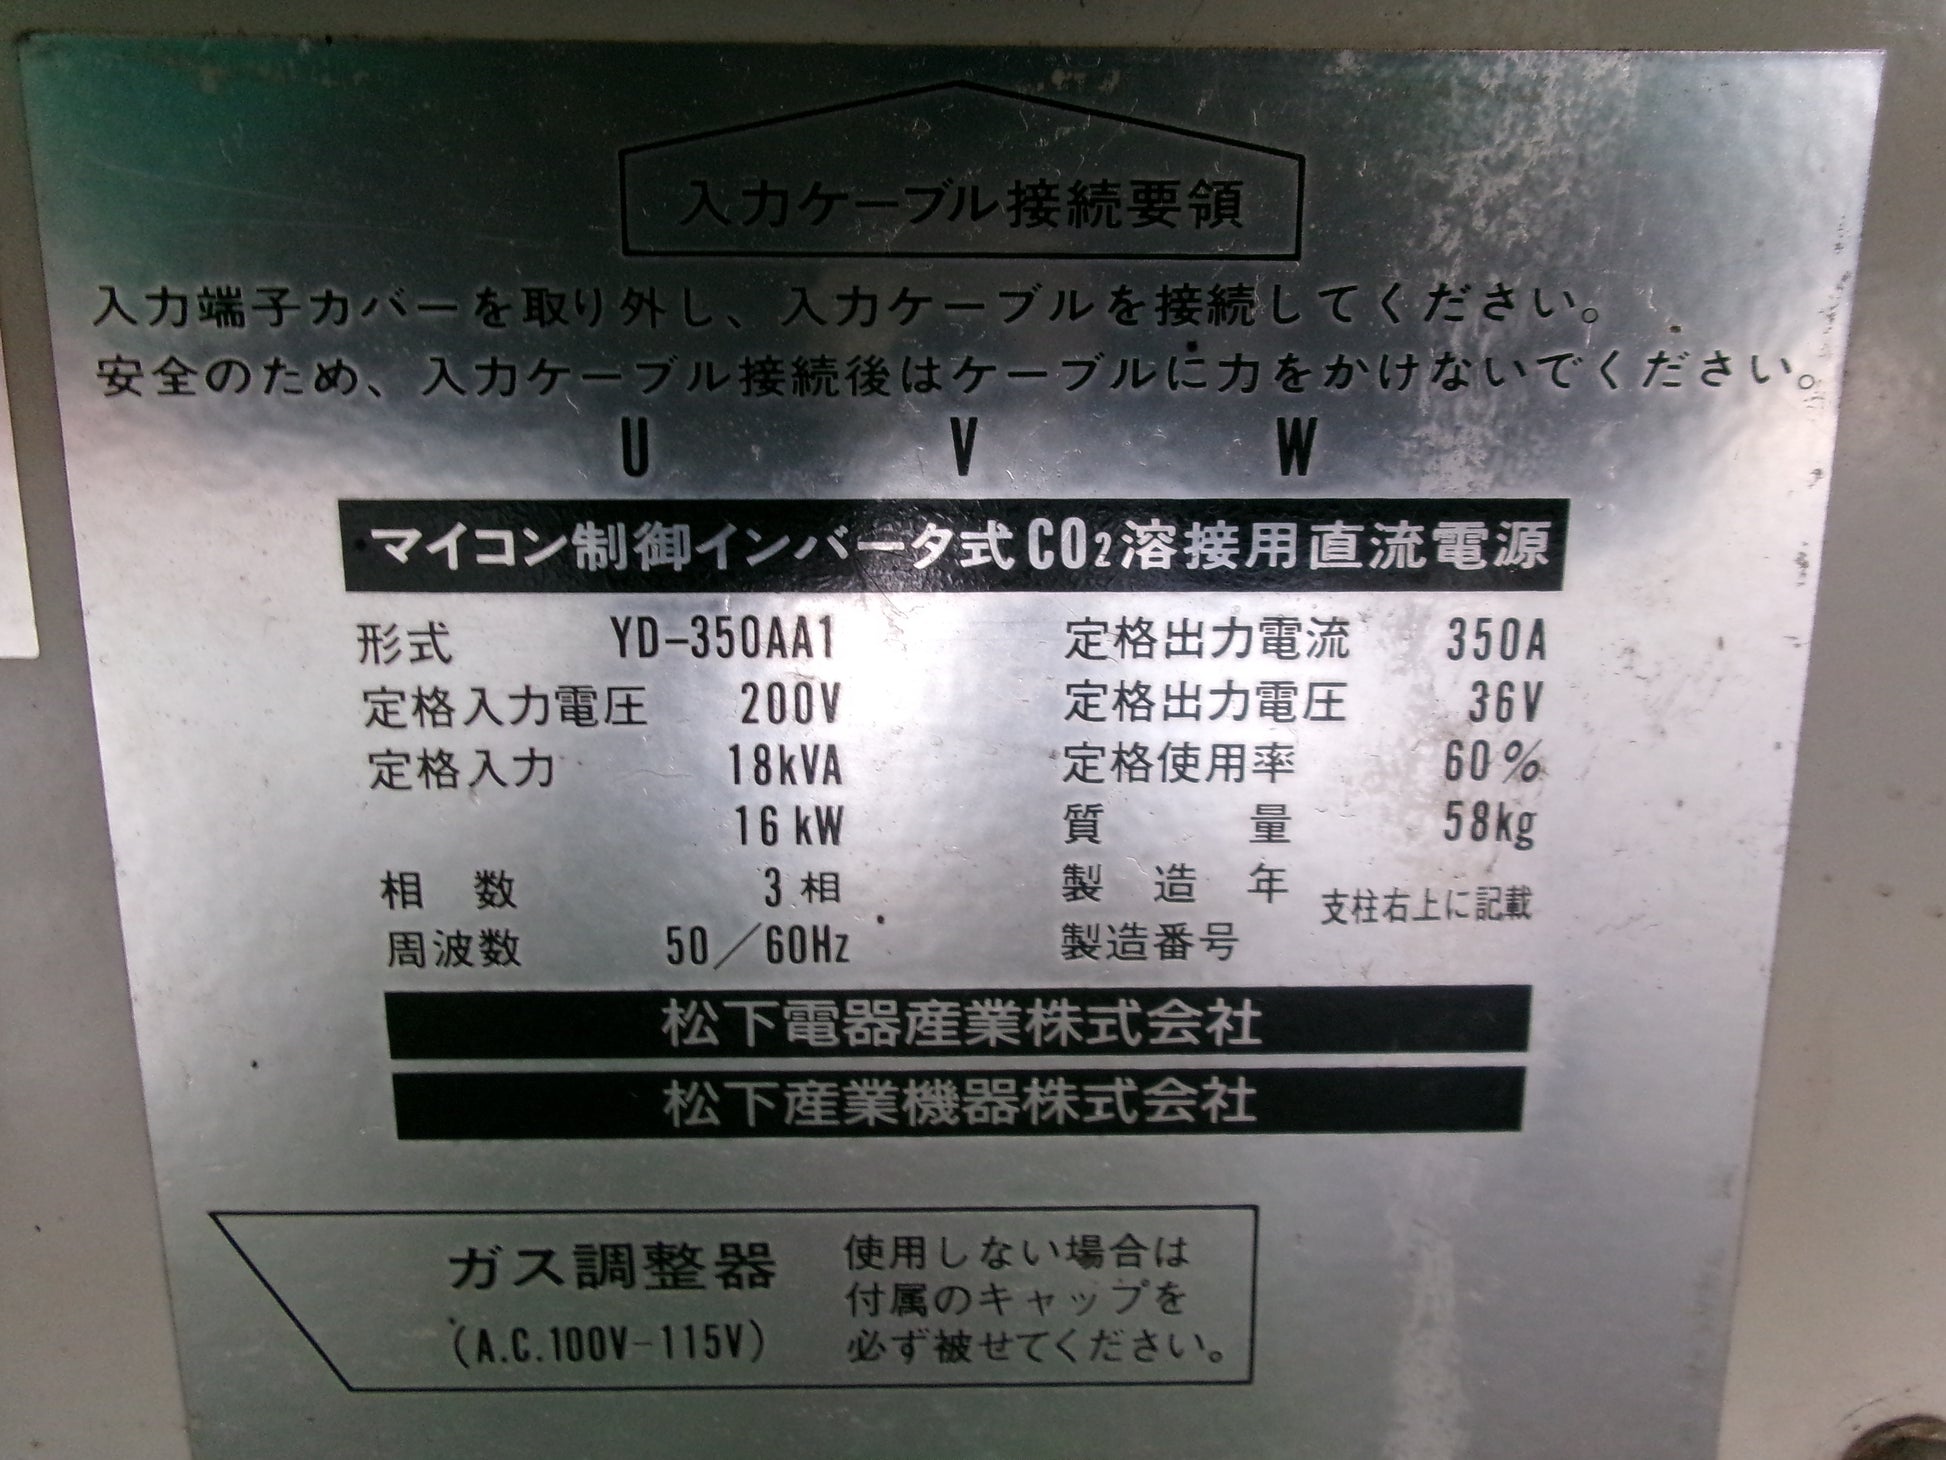 入力ケーブル接続要領
入力端子カバーを取り外し、入力ケーブルを接続してください。
安全のため、入力ケーブル接続後はケーブルに力をかけないでください。
U V W
マイコン制御インバータ式CO₂溶接用直流電源
形式 YD-350AA1
定格入力電圧 200V
定格入力 18kVA
16kW
相数 3相
周波数 50/60Hz
定格出力電流 350A
定格出力電圧 36V
定格使用率 60%
質量 58kg
製造年
支柱右上に記載
製造番号
松下電器産業株式会社
松下産業機器株式会社
ガス調整器
(A.C.100V-115V)
使用しない場合は
付属のキャップを
必ず被せてください。